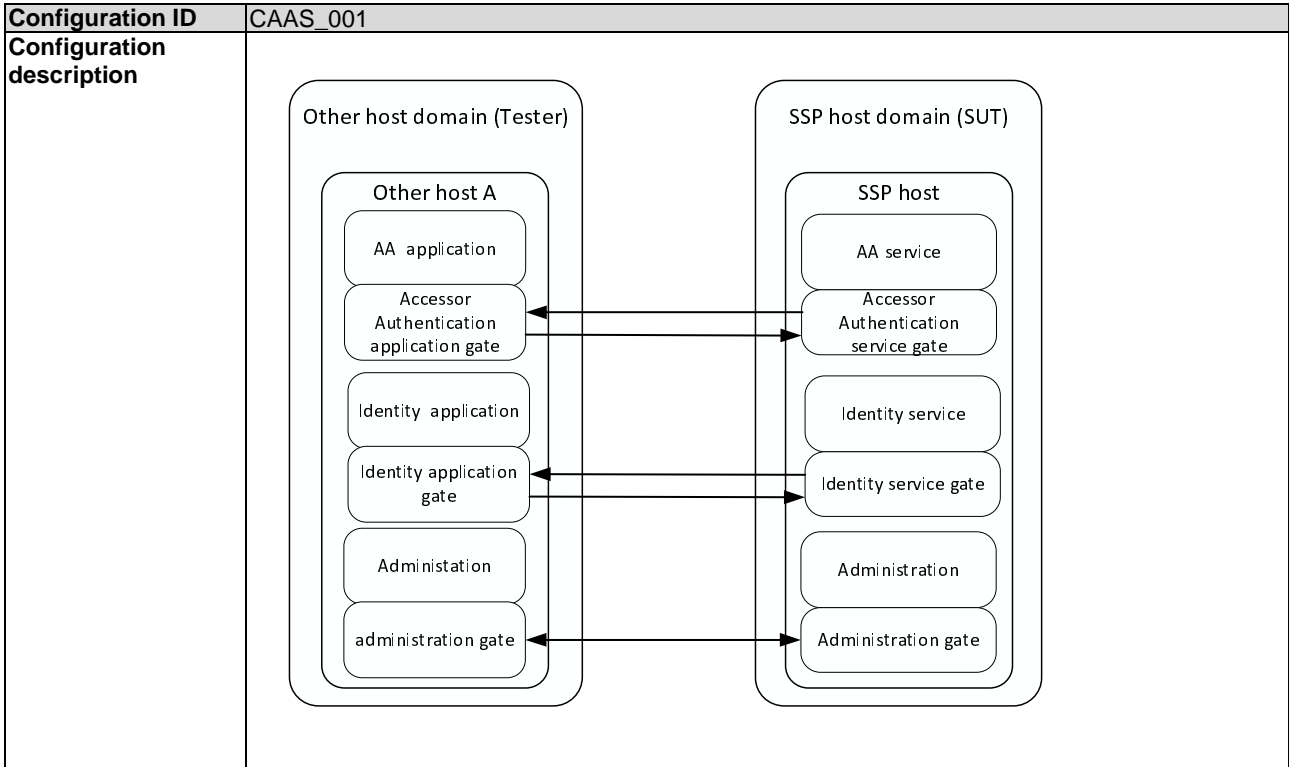 Configuration ID
CAAS_001
Configuration
description
Other host domain (Tester)
Other host A
AA application
Accessor
Authentication
application gate
Identity application
Identity application
gate
Administation
administration gate
SSP host domain (SUT)
SSP host
AA service
Accessor
Authentication
service gate
Identity service
Identity service gate
Administration
Administration gate